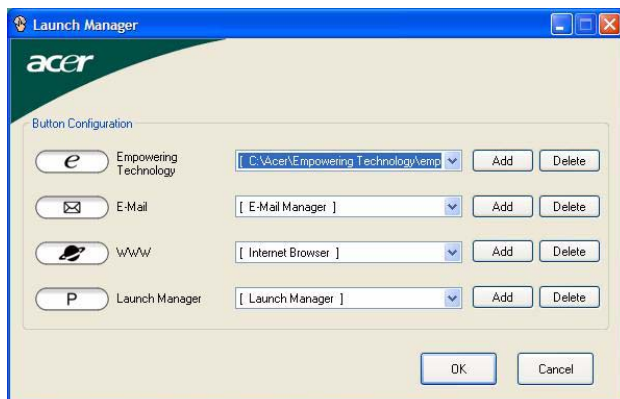 Launch Manager
acer
Button Configuration
e Empowering Technology [ C:\Acer\Empowering Technology\emp Add Delete
E-Mail [ E-Mail Manager ] Add Delete
WWW [ Internet Browser ] Add Delete
P Launch Manager [ Launch Manager ] Add Delete
OK Cancel